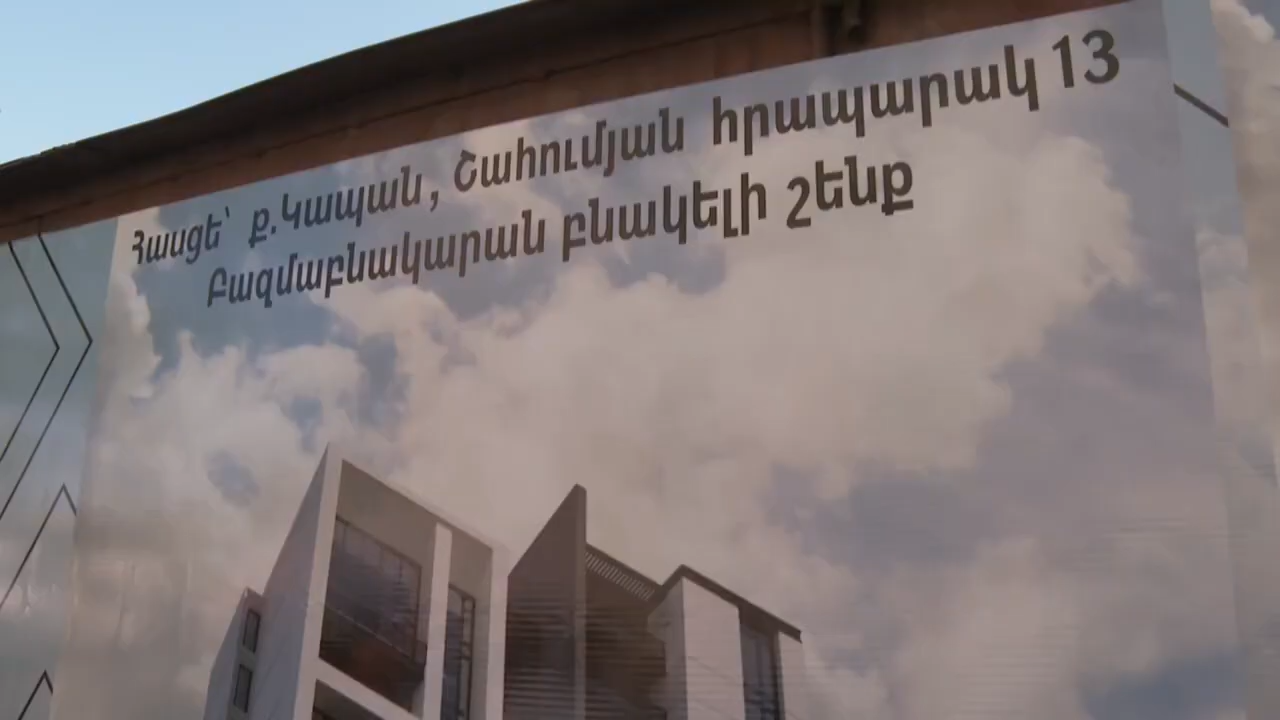 Հասցե՝ ք.Կապան, Շահումյան հրապարակ 13
Բազմաբնակարան բնակելի շենք